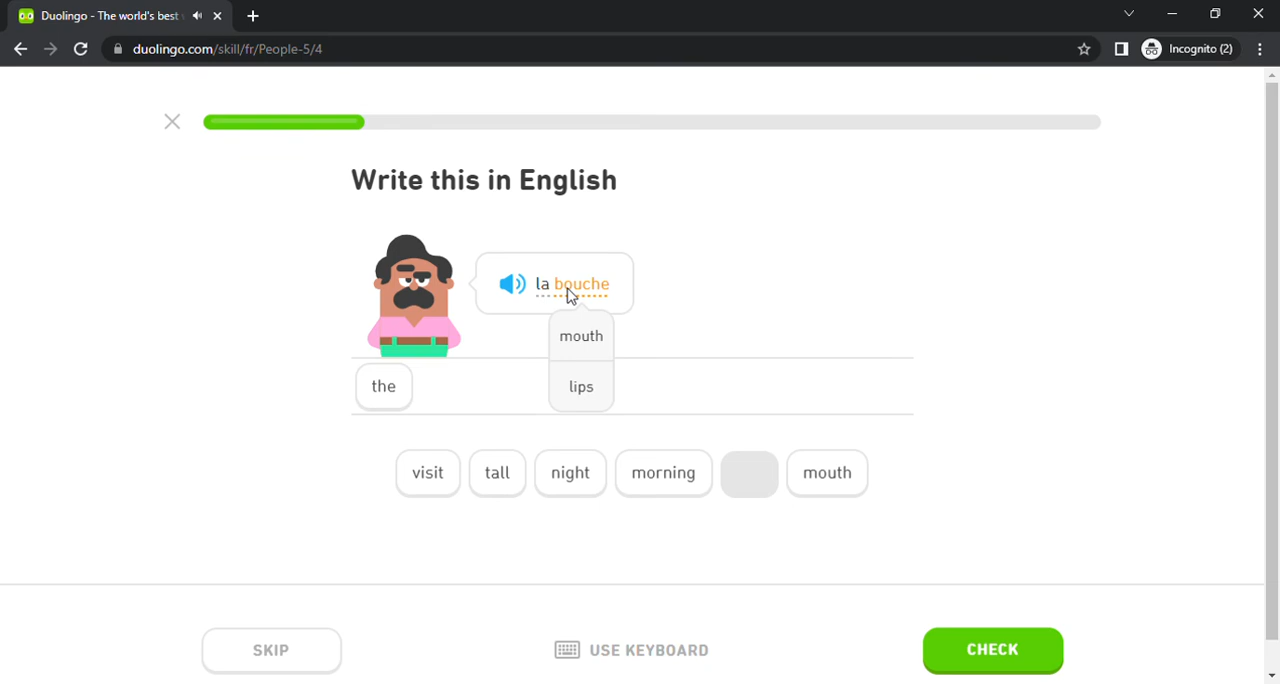 Duolingo - The world's best
duolingo.com/skill/fr/People-5/4
Incognito (2)
Write this in English
la bouche
mouth
the
lips
visit tall night morning mouth
SKIP
USE KEYBOARD
CHECK